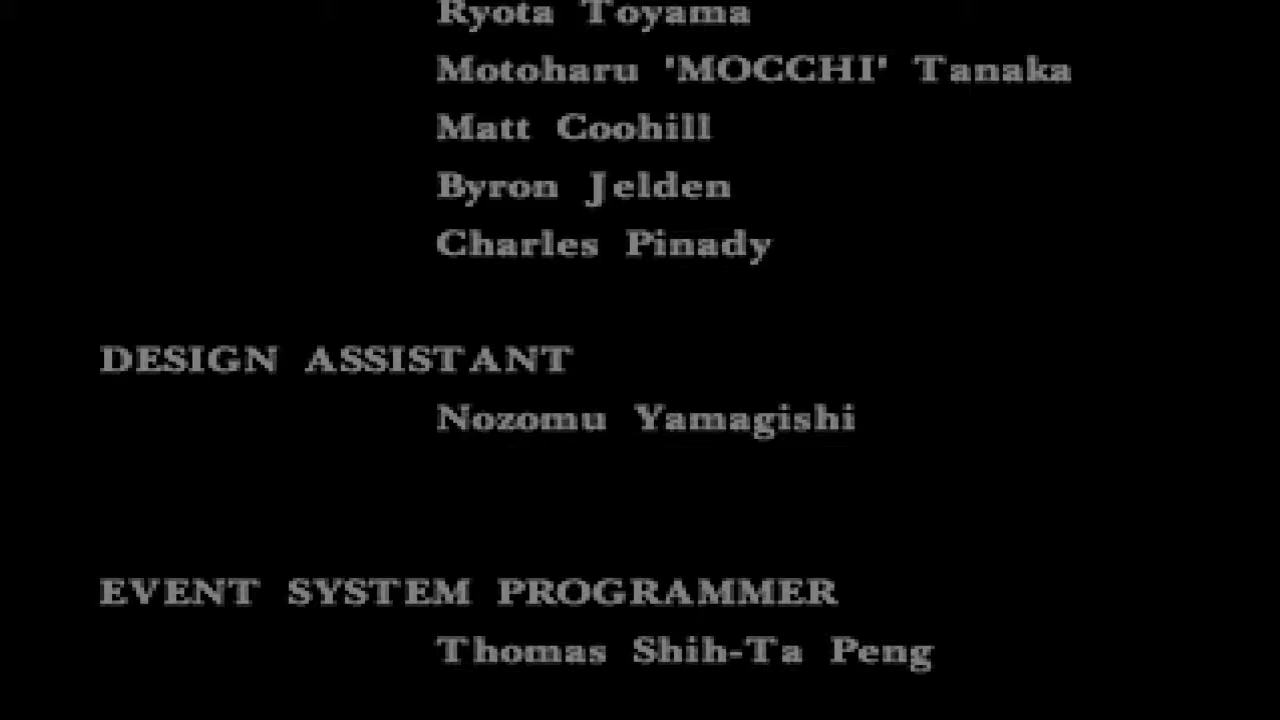 Ryota Toyama
Motoharu 'MOCCHI' Tanaka
Matt Coohill
Byron Jelden
Charles Pinady
DESIGN ASSISTANT
Nozomu Yamagishi
EVENT SYSTEM PROGRAMMER
Thomas Shih-Ta Peng